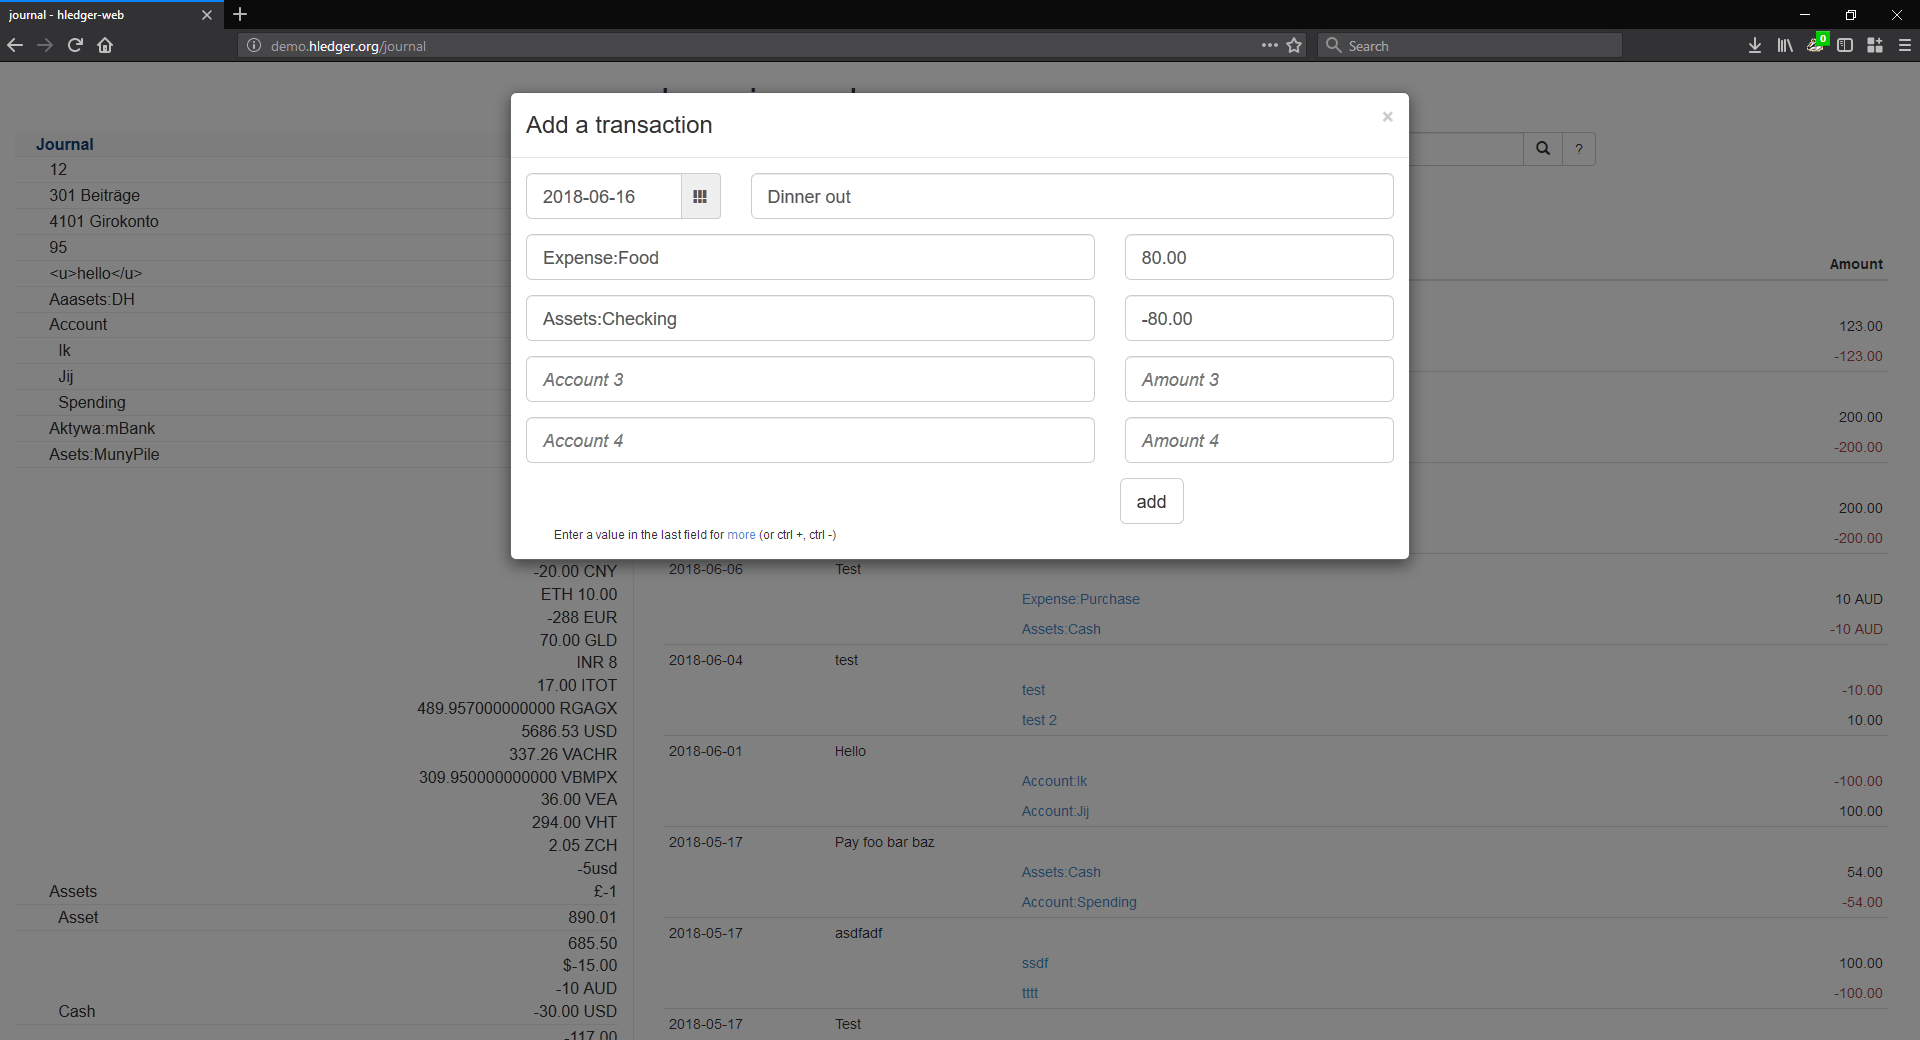 journal - hledger-web
demo.hledger.org/journal
Search
0
Add a transaction
×
2018-06-16
Dinner out
Expense:Food
80.00
Assets:Checking
-80.00
Account 3
Amount 3
Account 4
Amount 4
add
Enter a value in the last field for more (or ctrl +, ctrl -)
?
Journal
12
301 Beiträge
4101 Girokonto
95
<u>hello</u>
Aaasets:DH
Account
Ik
Jij
Spending
Aktywa:mBank
Asets:MunyPile
-20.00 CNY
ETH 10.00
-288 EUR
70.00 GLD
INR 8
17.00 ITOT
489.957000000000 RGAGX
5686.53 USD
337.26 VACHR
309.950000000000 VBMPX
36.00 VEA
294.00 VHT
2.05 ZCH
-5usd
Assets £-1
Asset 890.01
685.50
$-15.00
-10 AUD
Cash -30.00 USD
-117.00
Amount
123.00
-123.00
200.00
-200.00
200.00
-200.00
2018-06-06 Test
Expense:Purchase 10 AUD
Assets:Cash -10 AUD
2018-06-04 test
test -10.00
test 2 10.00
2018-06-01 Hello
Account:Ik -100.00
Account:Jij 100.00
2018-05-17 Pay foo bar baz
Assets:Cash 54.00
Account:Spending -54.00
2018-05-17 asdfadf
ssdf 100.00
tttt -100.00
2018-05-17 Test